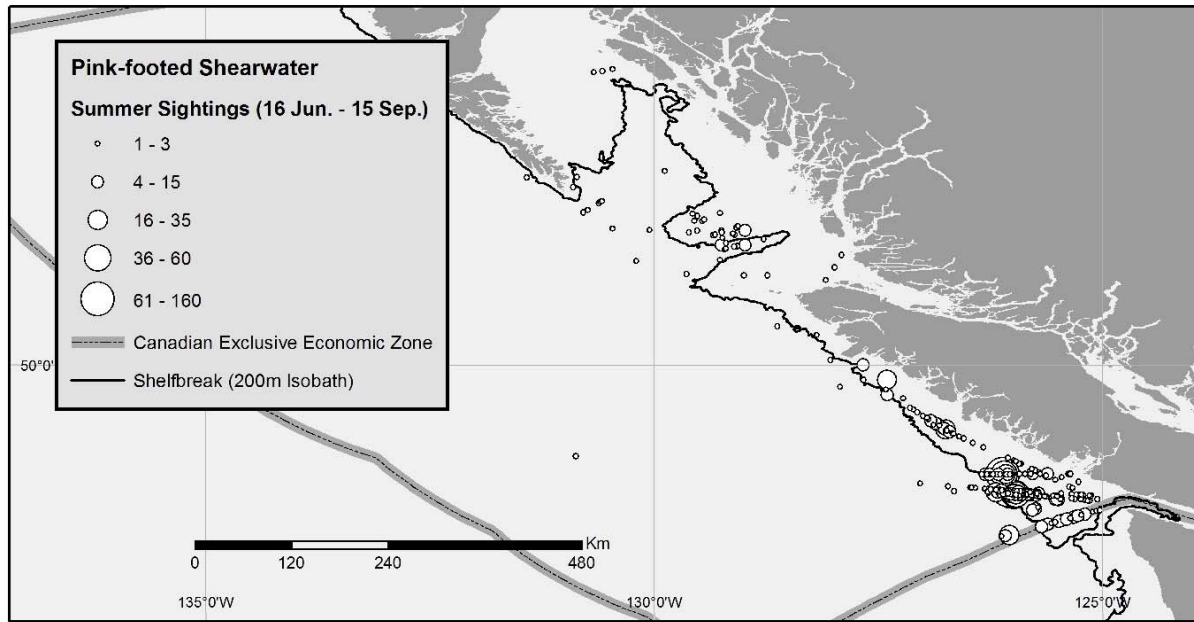 Pink-footed Shearwater
Summer Sightings (16 Jun. - 15 Sep.)
1 - 3
4 - 15
16 - 35
36 - 60
61 - 160
Canadian Exclusive Economic Zone
Shelfbreak (200m Isobath)
50°0'
Km
0 120 240 480
135°0'W 130°0'W 125°0'W